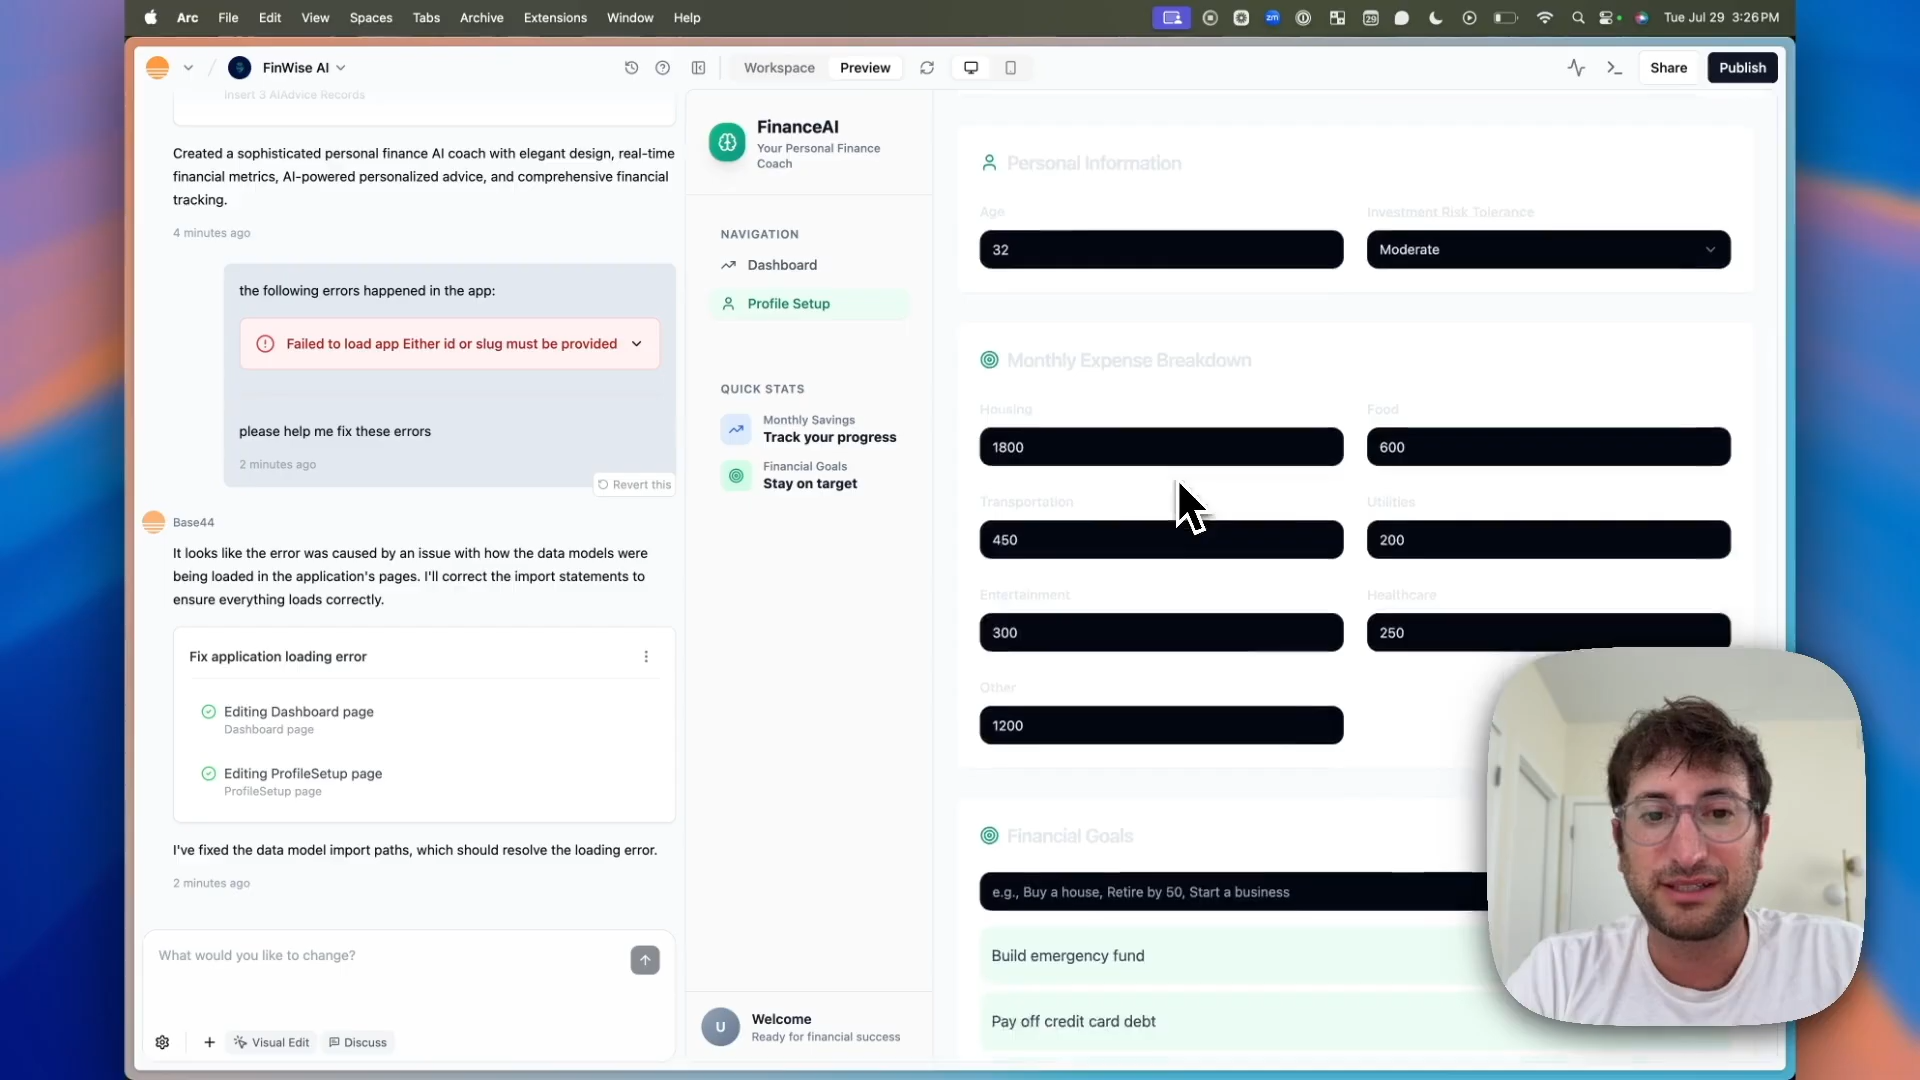 Arc File Edit View Spaces Tabs Archive Extensions Window Help
zm
29
Tue Jul 29 3:26 PM
FinWise AI
Workspace
Preview
Share
Publish
Insert 3 AIAdvice Records
Created a sophisticated personal finance AI coach with elegant design, real-time
financial metrics, AI-powered personalized advice, and comprehensive financial
tracking.
4 minutes ago
the following errors happened in the app:
Failed to load app Either id or slug must be provided
please help me fix these errors
2 minutes ago
Revert this
Base44
It looks like the error was caused by an issue with how the data models were
being loaded in the application's pages. I'll correct the import statements to
ensure everything loads correctly.
Fix application loading error
Editing Dashboard page
Dashboard page
Editing ProfileSetup page
ProfileSetup page
I've fixed the data model import paths, which should resolve the loading error.
2 minutes ago
What would you like to change?
Visual Edit
Discuss
FinanceAI
Your Personal Finance
Coach
NAVIGATION
Dashboard
Profile Setup
QUICK STATS
Monthly Savings
Track your progress
Financial Goals
Stay on target
U
Welcome
Ready for financial success
Personal Information
Age
Investment Risk Tolerance
32
Moderate
Monthly Expense Breakdown
Housing
Food
1800
600
Transportation
Utilities
450
200
Entertainment
Healthcare
300
250
Other
1200
Financial Goals
e.g., Buy a house, Retire by 50, Start a business
Build emergency fund
Pay off credit card debt